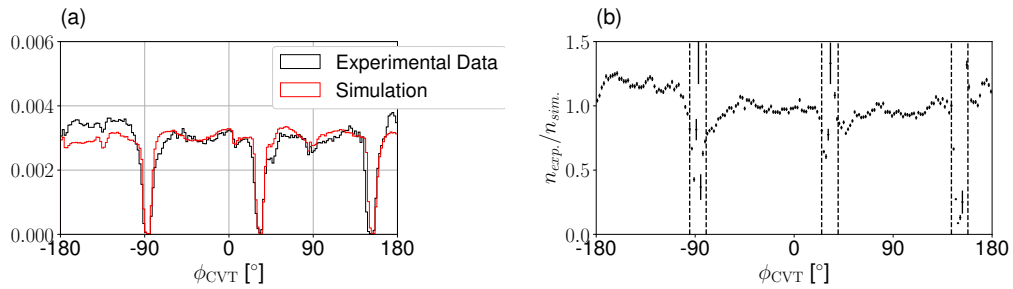 (a)
0.006
0.004
0.002
0.000
-180 -90 0 90 180
ϕCVT [°]
Experimental Data
Simulation
(b)
1.5
1.0
0.5
0.0
-180 -90 0 90 180
ϕCVT [°]
nexp./nsim.